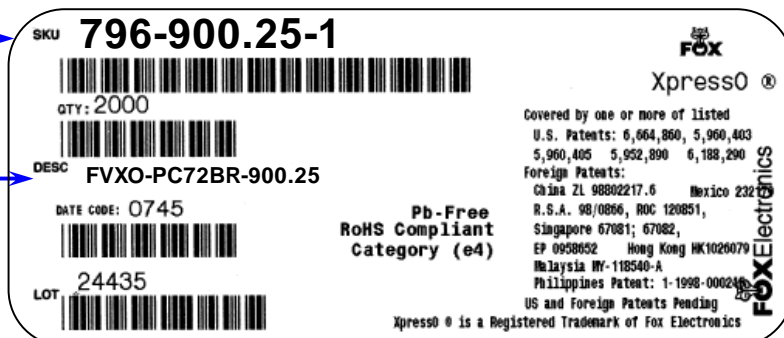 SKU 796-900.25-1
QTY: 2000
DESC FVXO-PC72BR-900.25
DATE CODE: 0745
LOT 24435
Pb-Free
RoHS Compliant
Category (e4)
FOX
XpressO ®
Covered by one or more of listed
U.S. Patents: 6,664,860, 5,960,403
5,960,405 5,952,890 6,188,290
Foreign Patents:
China ZL 98802217.6 Mexico
R.S.A. 98/0866, ROC 120851,
Singapore 67081; 67082,
EP 0958652 Hong Kong HK1026079
Malaysia MY-118540-A
Philippines Patent:
US and Foreign Patents Pending
XpressO ® is a Registered Trademark of Fox Electronics
FOXElectronics